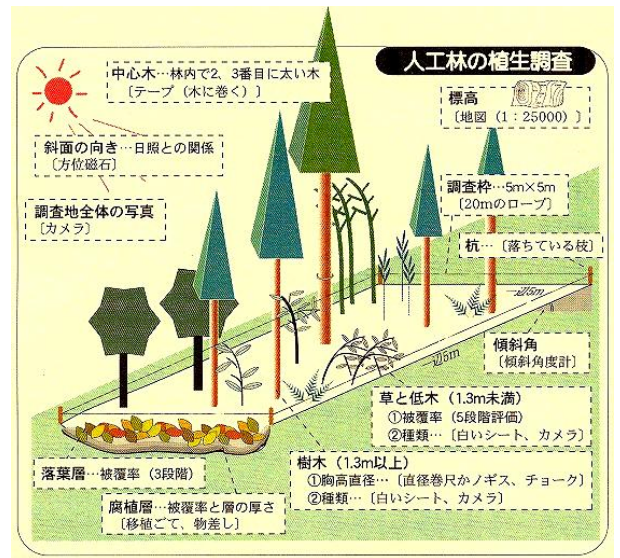 人工林の植生調査
中心木…林内で2、3番目に太い木
〔テープ（木に巻く）〕
標高
〔地図（1：25000）〕
斜面の向き…日照との関係
〔方位磁石〕
調査枠…5m×5m
〔20mのロープ〕
調査地全体の写真
〔カメラ〕
杭…〔落ちている枝〕
一辺5m
傾斜角
〔傾斜角度計〕
一辺5m
草と低木（1.3m未満）
①被覆率（5段階評価）
②種類…〔白いシート、カメラ〕
落葉層…被覆率（3段階）
樹木（1.3m以上）
①胸高直径…〔直径巻尺かノギス、チョーク〕
②種類…〔白いシート、カメラ〕
腐植層…被覆率と層の厚さ
〔移植ごて、物差し〕